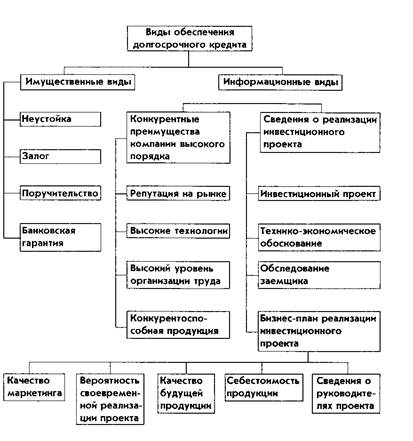 Виды обеспечения
долгосрочного кредита
Имущественные виды
Информационные виды
Неустойка
Залог
Поручительство
Банковская
гарантия
Конкурентные
преимущества
компании высокого
порядка
Репутация на рынке
Высокие технологии
Высокий уровень
организации труда
Конкурентоспо-
собная продукция
Сведения о реализации
инвестиционного
проекта
Инвестиционный проект
Технико-экономическое
обоснование
Обследование
заемщика
Бизнес-план реализации
инвестиционного
проекта
Качество
маркетинга
Вероятность
своевремен-
ной реализа-
ции проекта
Качество
будущей
продукции
Себестоимость
продукции
Сведения о
руководите-
лях проекта